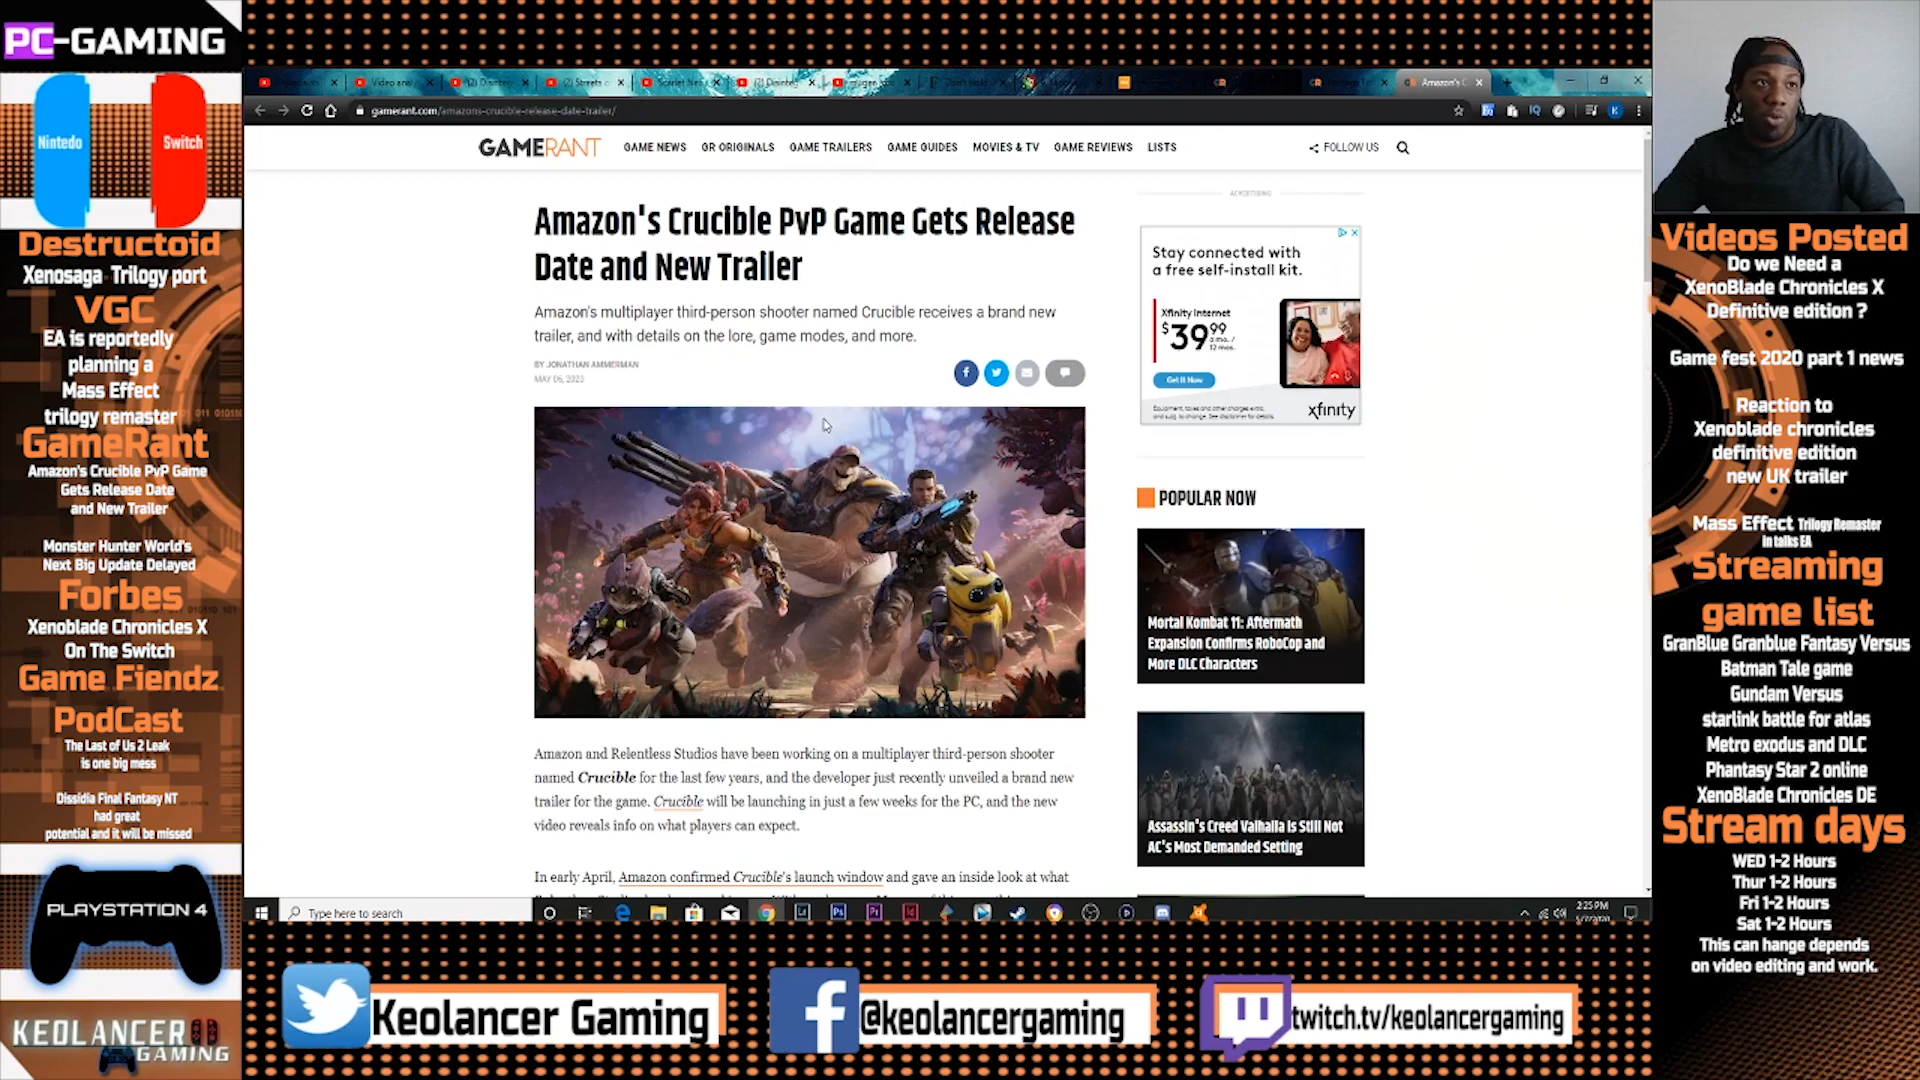 PC-GAMING
Nintedo
Switch
Destructoid
Xenosaga Trilogy port
VGC
EA is reportedly
planning a
Mass Effect
trilogy remaster
GameRant
Amazon's Crucible PvP Game
Gets Release Date
and New Trailer
Monster Hunter World's
Next Big Update Delayed
Forbes
Xenoblade Chronicles X
On The Switch
Game Fiendz
PodCast
The Last of Us 2 Leak
is one big mess
Dissidia Final Fantasy NT
had great
potential and it will be missed
PLAYSTATION 4
KEOLANCER
GAMING
Video anal
(2) Disinteg
(2) Streets o
Scarlet Ne
(2) Disinte
Amazon's C
gamerant.com/amazons-crucible-release-date-trailer/
GAMERANT
GAME NEWS
GR ORIGINALS
GAME TRAILERS
GAME GUIDES
MOVIES & TV
GAME REVIEWS
LISTS
FOLLOW US
Amazon's Crucible PvP Game Gets Release
Date and New Trailer
Amazon's multiplayer third-person shooter named Crucible receives a brand new
trailer, and with details on the lore, game modes, and more.
BY JONATHAN AMMERMAN
MAY 06, 2020
Amazon and Relentless Studios have been working on a multiplayer third-person shooter
named Crucible for the last few years, and the developer just recently unveiled a brand new
trailer for the game. Crucible will be launching in just a few weeks for the PC, and the new
video reveals info on what players can expect.
In early April, Amazon confirmed Crucible's launch window and gave an inside look at what
ADVERTISING
Stay connected with
a free self-install kit.
Xfinity Internet
$39.99
a mo. /
12 mos.
Get It Now
xfinity
POPULAR NOW
Mortal Kombat 11: Aftermath
Expansion Confirms RoboCop and
More DLC Characters
Assassin's Creed Valhalla Is Still Not
AC's Most Demanded Setting
Type here to search
2:25 PM
Keolancer Gaming
@keolancergaming
twitch.tv/keolancergaming
Videos Posted
Do we Need a
XenoBlade Chronicles X
Definitive edition ?
Game fest 2020 part 1 news
Reaction to
Xenoblade chronicles
definitive edition
new UK trailer
Mass Effect Trilogy Remaster
In talks EA
Streaming
game list
GranBlue Granblue Fantasy Versus
Batman Tale game
Gundam Versus
starlink battle for atlas
Metro exodus and DLC
Phantasy Star 2 online
XenoBlade Chronicles DE
Stream days
WED 1-2 Hours
Thur 1-2 Hours
Fri 1-2 Hours
Sat 1-2 Hours
This can hange depends
on video editing and work.